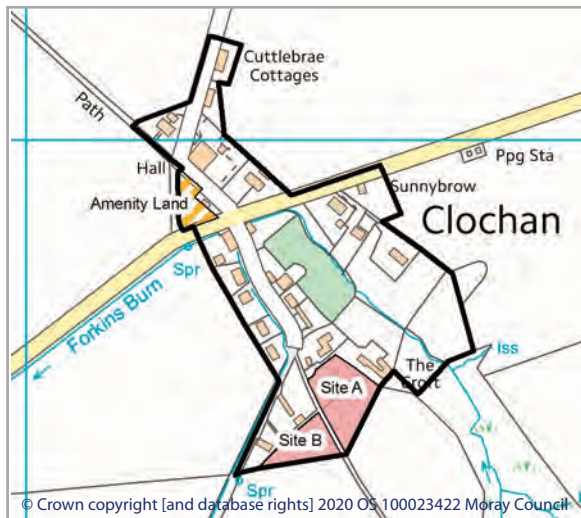 Cuttlebrae
Cottages
Path
Ppg Sta
Hall
Sunnybrow
Amenity Land
Clochan
Spr
Forkins Burn
Iss
The
Croft
Site A
Site B
Spr
© Crown copyright [and database rights] 2020 OS 100023422 Moray Council